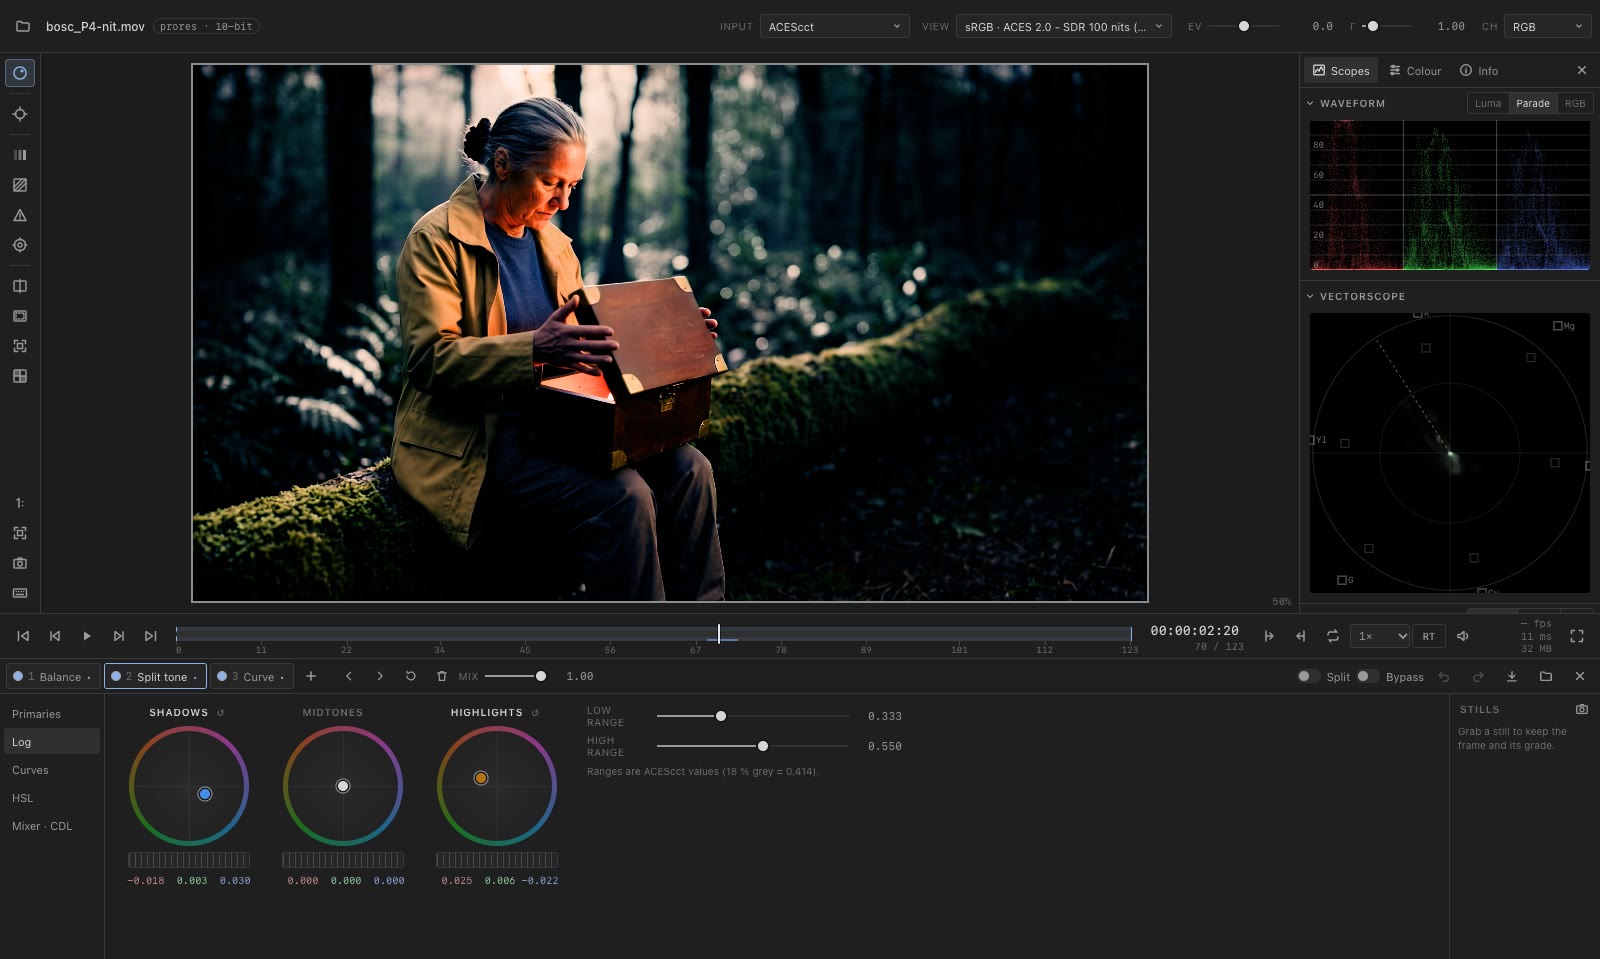 bosc_P4-nit.mov prores · 10-bit INPUT ACEScct VIEW sRGB · ACES 2.0 - SDR 100 nits (... EV 0.0 Γ 1.00 CH RGB
Scopes Colour Info
WAVEFORM Luma Parade RGB
80
60
40
20
0
VECTORSCOPE
R
Mg
Yl
G
Cy
50%
1:
0 11 22 34 45 56 67 78 89 101 112 123
00:00:02:20
70 / 123
1× RT
— fps
11 ms
32 MB
1 Balance · 2 Split tone · 3 Curve · MIX 1.00 Split Bypass
Primaries
Log
Curves
HSL
Mixer · CDL
SHADOWS MIDTONES HIGHLIGHTS
−0.018 0.003 0.030 0.000 0.000 0.000 0.025 0.006 −0.022
LOW RANGE 0.333
HIGH RANGE 0.550
Ranges are ACEScct values (18 % grey = 0.414).
STILLS
Grab a still to keep the
frame and its grade.